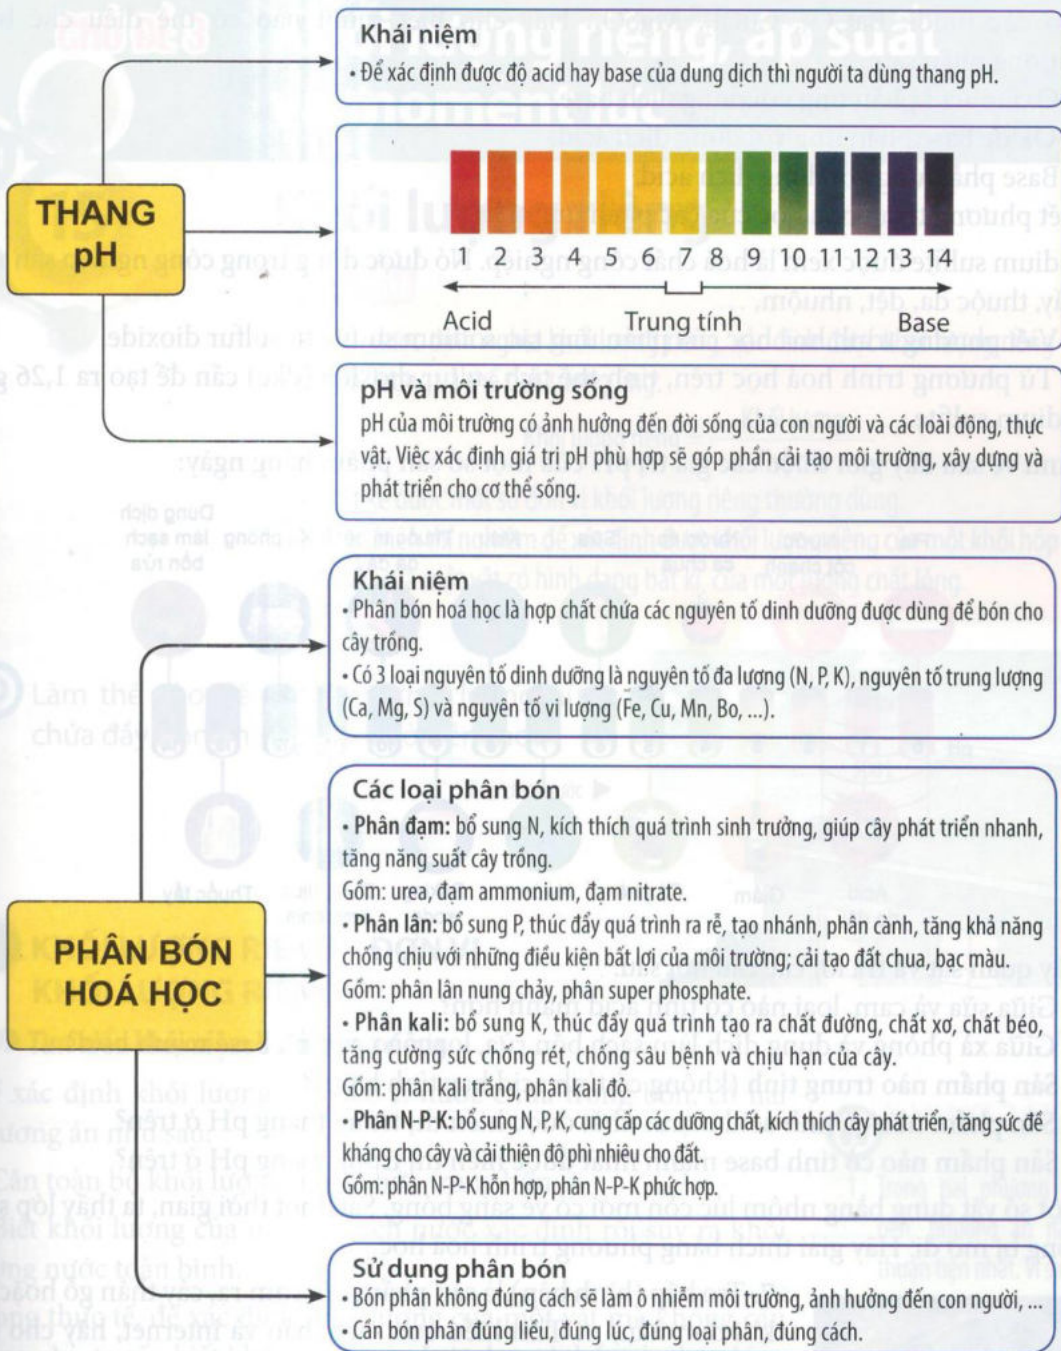 Khái niệm
• Để xác định được độ acid hay base của dung dịch thì người ta dùng thang pH.
THANG
pH
1 2 3 4 5 6 7 8 9 10 11 12 13 14
Acid Trung tính Base
pH và môi trường sống
pH của môi trường có ảnh hưởng đến đời sống của con người và các loài động, thực
vật. Việc xác định giá trị pH phù hợp sẽ góp phần cải tạo môi trường, xây dựng và
phát triển cho cơ thể sống.
Khái niệm
• Phân bón hoá học là hợp chất chứa các nguyên tố dinh dưỡng được dùng để bón cho
cây trồng.
• Có 3 loại nguyên tố dinh dưỡng là nguyên tố đa lượng (N, P, K), nguyên tố trung lượng
(Ca, Mg, S) và nguyên tố vi lượng (Fe, Cu, Mn, Bo, ...).
PHÂN BÓN
HOÁ HỌC
Các loại phân bón
• Phân đạm: bổ sung N, kích thích quá trình sinh trưởng, giúp cây phát triển nhanh,
tăng năng suất cây trồng.
Gồm: urea, đạm ammonium, đạm nitrate.
• Phân lân: bổ sung P, thúc đẩy quá trình ra rễ, tạo nhánh, phân cành, tăng khả năng
chống chịu với những điều kiện bất lợi của môi trường; cải tạo đất chua, bạc màu.
Gồm: phân lân nung chảy, phân super phosphate.
• Phân kali: bổ sung K, thúc đẩy quá trình tạo ra chất đường, chất xơ, chất béo,
tăng cường sức chống rét, chống sâu bệnh và chịu hạn của cây.
Gồm: phân kali trắng, phân kali đỏ.
• Phân N-P-K: bổ sung N, P, K, cung cấp các dưỡng chất, kích thích cây phát triển, tăng sức đề
kháng cho cây và cải thiện độ phì nhiêu cho đất.
Gồm: phân N-P-K hỗn hợp, phân N-P-K phức hợp.
Sử dụng phân bón
• Bón phân không đúng cách sẽ làm ô nhiễm môi trường, ảnh hưởng đến con người, ...
• Cần bón phân đúng liều, đúng lúc, đúng loại phân, đúng cách.